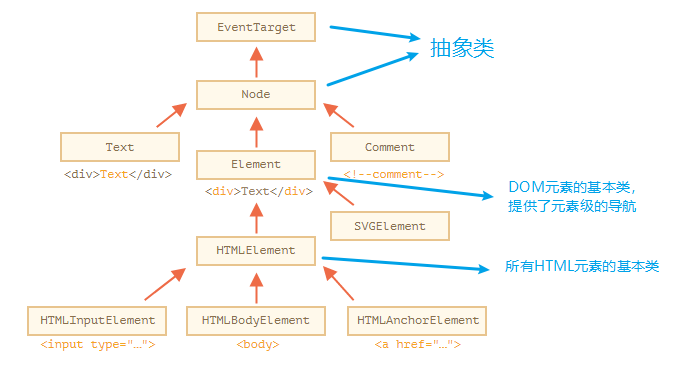 EventTarget
抽象类
Node
Text
Comment
<div>Text</div>
Element
<!--comment-->
<div>Text</div>
DOM元素的基本类，
提供了元素级的导航
SVGElement
HTMLElement
所有HTML元素的基本类
HTMLInputElement
HTMLBodyElement
HTMLAnchorElement
<input type="…">
<body>
<a href="…">